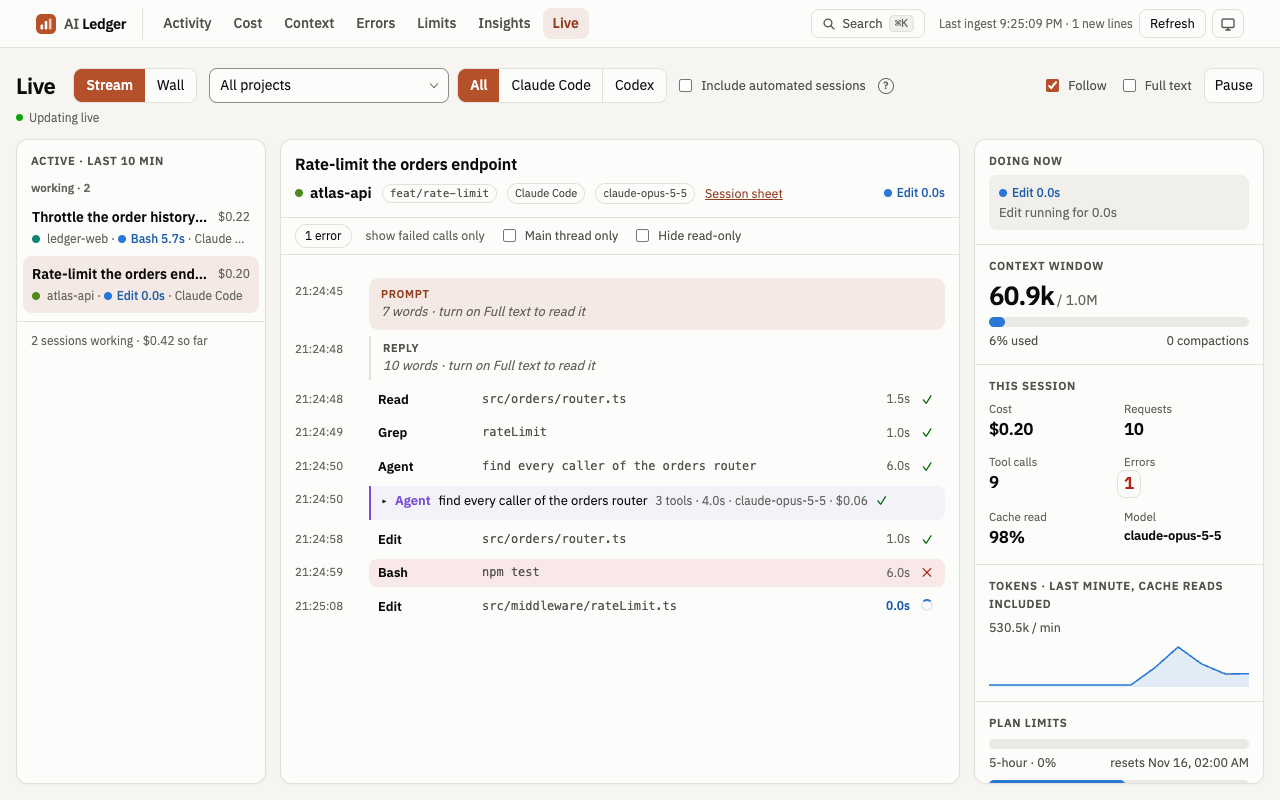 AI Ledger
Activity Cost Context Errors Limits Insights Live
Search ⌘K
Last ingest 9:25:09 PM · 1 new lines
Refresh
Live
Stream Wall
All projects
All Claude Code Codex
Include automated sessions ?
Follow Full text Pause
Updating live
ACTIVE · LAST 10 MIN
working · 2
Throttle the order history... $0.22
ledger-web · Bash 5.7s · Claude ...
Rate-limit the orders end... $0.20
atlas-api · Edit 0.0s · Claude Code
2 sessions working · $0.42 so far
Rate-limit the orders endpoint
atlas-api feat/rate-limit Claude Code claude-opus-5-5 Session sheet Edit 0.0s
1 error show failed calls only Main thread only Hide read-only
21:24:45 PROMPT
7 words · turn on Full text to read it
21:24:48 REPLY
10 words · turn on Full text to read it
21:24:48 Read src/orders/router.ts 1.5s
21:24:49 Grep rateLimit 1.0s
21:24:50 Agent find every caller of the orders router 6.0s
21:24:50 Agent find every caller of the orders router 3 tools · 4.0s · claude-opus-5-5 · $0.06
21:24:58 Edit src/orders/router.ts 1.0s
21:24:59 Bash npm test 6.0s
21:25:08 Edit src/middleware/rateLimit.ts 0.0s
DOING NOW
Edit 0.0s
Edit running for 0.0s
CONTEXT WINDOW
60.9k / 1.0M
6% used 0 compactions
THIS SESSION
Cost Requests
$0.20 10
Tool calls Errors
9 1
Cache read Model
98% claude-opus-5-5
TOKENS · LAST MINUTE, CACHE READS
INCLUDED
530.5k / min
PLAN LIMITS
5-hour · 0% resets Nov 16, 02:00 AM